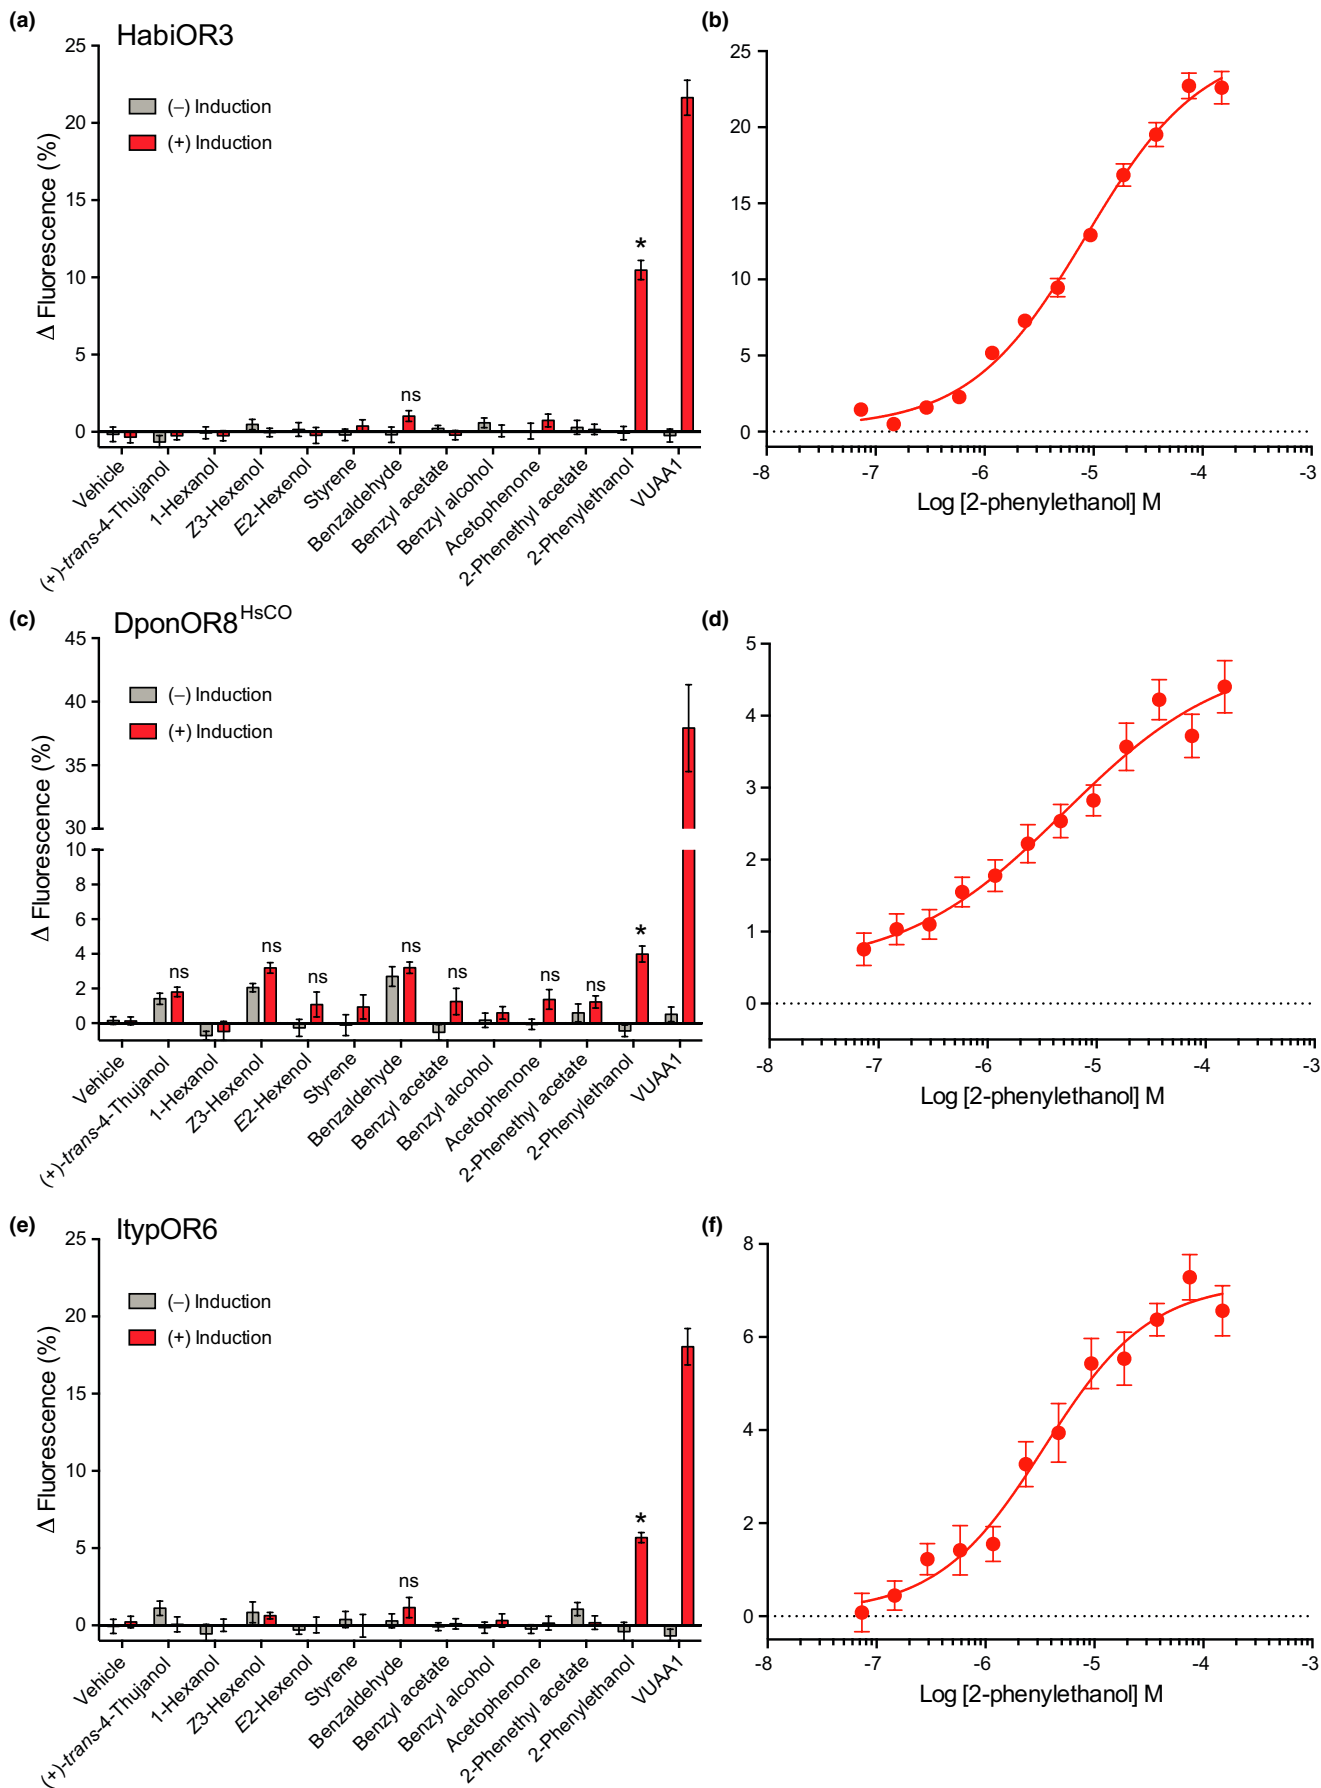 (a)
HabiOR3
(−) Induction
(+) Induction
Δ Fluorescence (%)
25
20
15
10
5
0
ns
*
Vehicle
(+)-trans-4-Thujanol
1-Hexanol
Z3-Hexenol
E2-Hexenol
Styrene
Benzaldehyde
Benzyl acetate
Benzyl alcohol
Acetophenone
2-Phenethyl acetate
2-Phenylethanol
VUAA1
(b)
25
20
15
10
5
0
-8 -7 -6 -5 -4 -3
Log [2-phenylethanol] M
(c)
DponOR8HsCO
(−) Induction
(+) Induction
Δ Fluorescence (%)
45
40
35
30
10
8
6
4
2
0
ns
ns
ns
ns
ns
ns
ns
*
Vehicle
(+)-trans-4-Thujanol
1-Hexanol
Z3-Hexenol
E2-Hexenol
Styrene
Benzaldehyde
Benzyl acetate
Benzyl alcohol
Acetophenone
2-Phenethyl acetate
2-Phenylethanol
VUAA1
(d)
5
4
3
2
1
0
-8 -7 -6 -5 -4 -3
Log [2-phenylethanol] M
(e)
ItypOR6
(−) Induction
(+) Induction
Δ Fluorescence (%)
25
20
15
10
5
0
ns
*
Vehicle
(+)-trans-4-Thujanol
1-Hexanol
Z3-Hexenol
E2-Hexenol
Styrene
Benzaldehyde
Benzyl acetate
Benzyl alcohol
Acetophenone
2-Phenethyl acetate
2-Phenylethanol
VUAA1
(f)
8
6
4
2
0
-8 -7 -6 -5 -4 -3
Log [2-phenylethanol] M